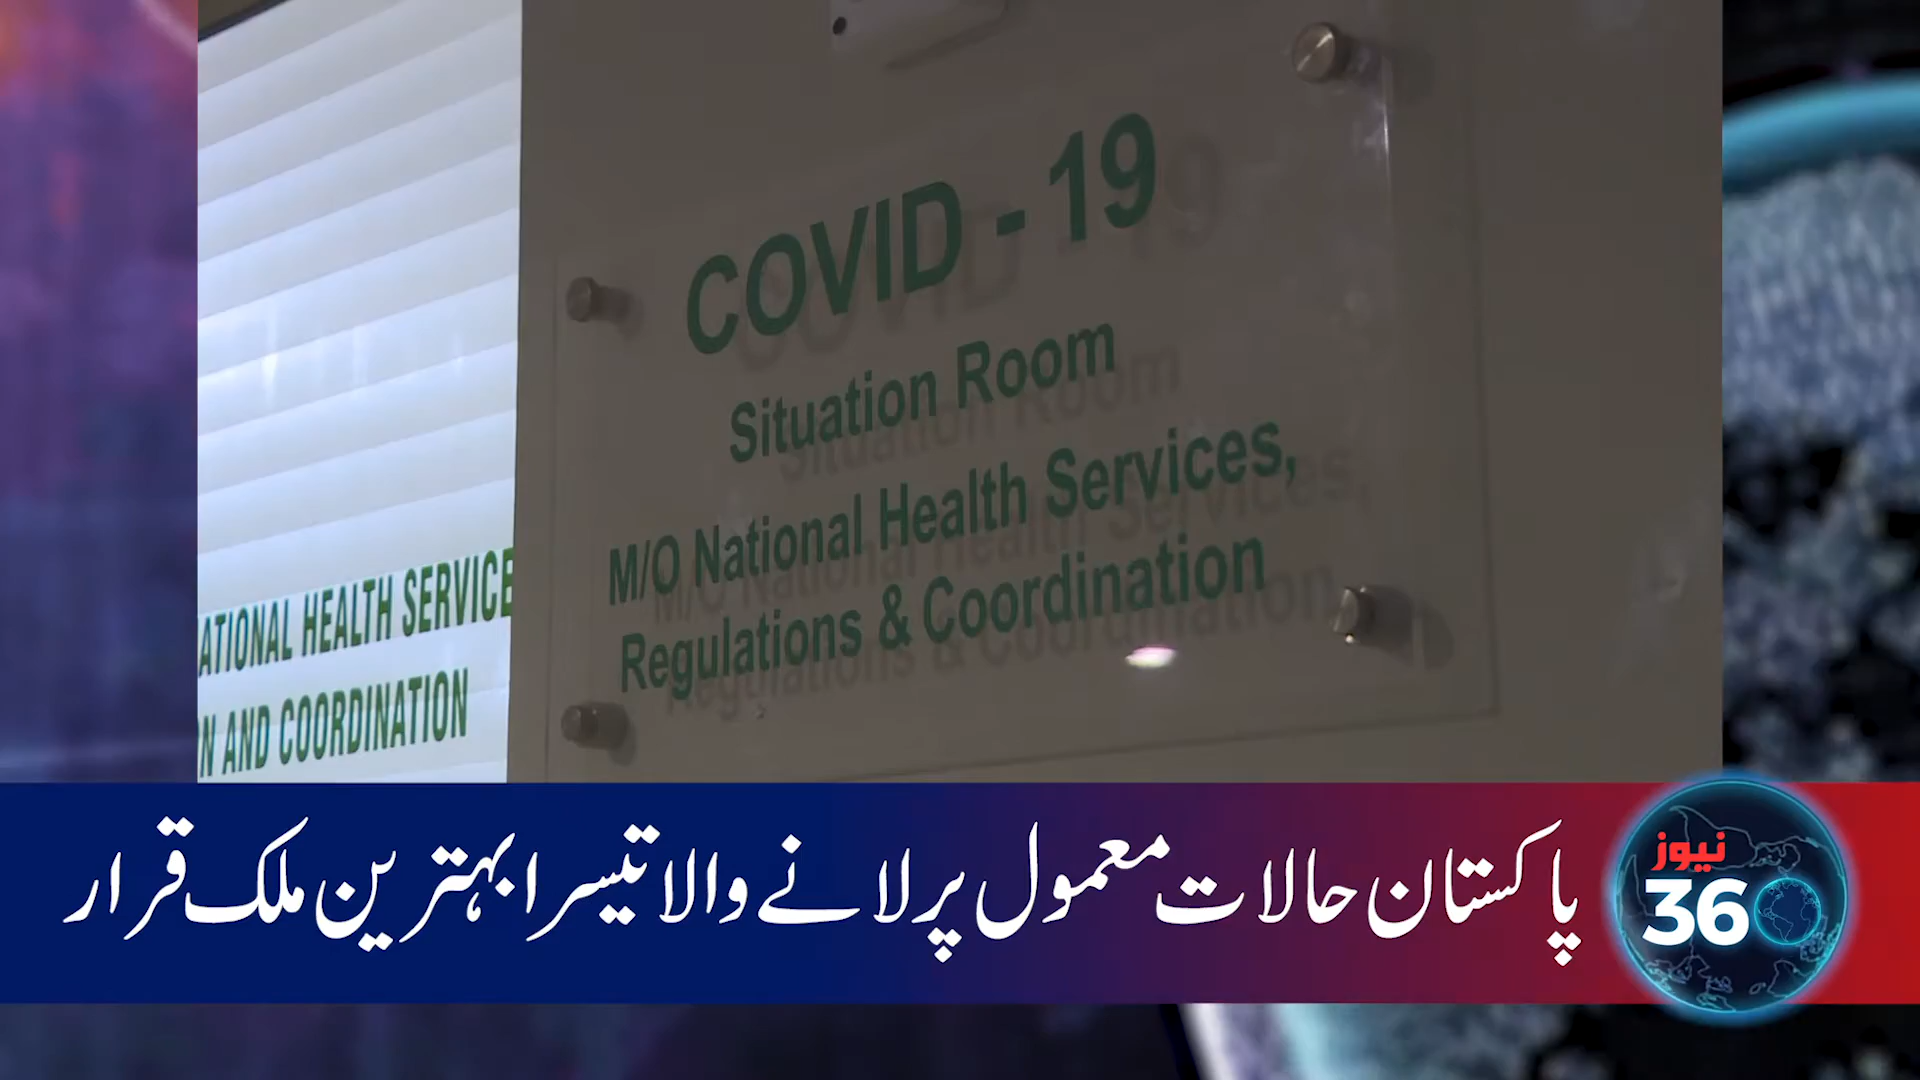 COVID - 19
Situation Room
M/O National Health Services,
Regulations & Coordination
ATIONAL HEALTH SERVICE
N AND COORDINATION
پاکستان حالات معمول پر لانے والا تیسرا بہترین ملک قرار
نیوز
360